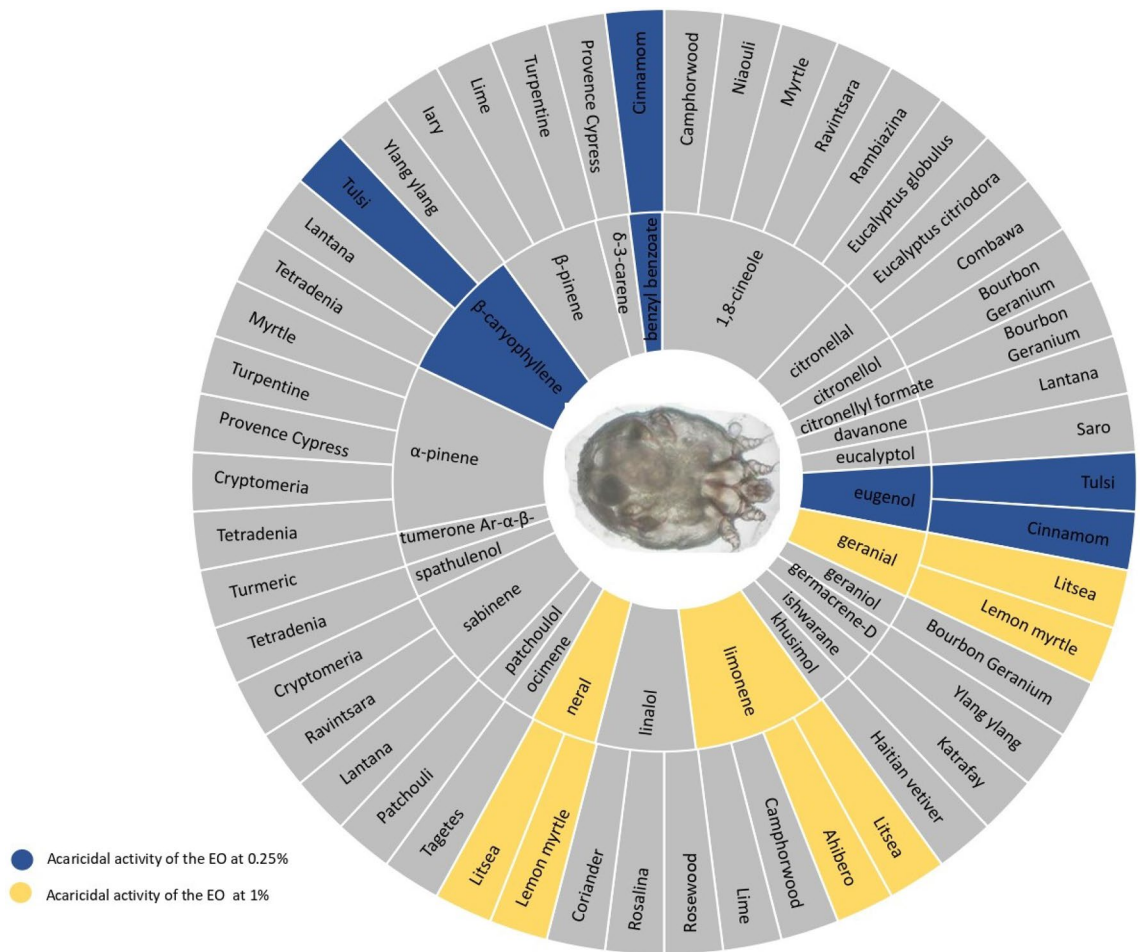 Cinnamom
Camphorwood
Niaouli
Myrtle
Ravintsara
Rambiazina
Eucalyptus globulus
Eucalyptus citriodora
Combawa
Bourbon
Geranium
Bourbon
Geranium
Lantana
Saro
Tulsi
Cinnamom
Litsea
Lemon myrtle
Bourbon Geranium
Ylang ylang
Katrafay
Haitian vetiver
Litsea
Ahibero
Camphorwood
Lime
Rosewood
Rosalina
Coriander
Lemon myrtle
Litsea
Tagetes
Patchouli
Lantana
Ravintsara
Cryptomeria
Tetradenia
Turmeric
Tetradenia
Cryptomeria
Provence Cypress
Turpentine
Myrtle
Tetradenia
Lantana
Tulsi
Ylang ylang
Iary
Lime
Turpentine
Provence Cypress
benzyl benzoate
1,8-cineole
citronellal
citronellol
citronellyl formate
davanone
eucalyptol
eugenol
geranial
geraniol
germacrene-D
ishwarane
khusimol
limonene
linalol
neral
ocimene
patchoulol
sabinene
spathulenol
tumerone Ar-α-β-
α-pinene
β-caryophyllene
β-pinene
δ-3-carene
Acaricidal activity of the EO at 0.25%
Acaricidal activity of the EO at 1%